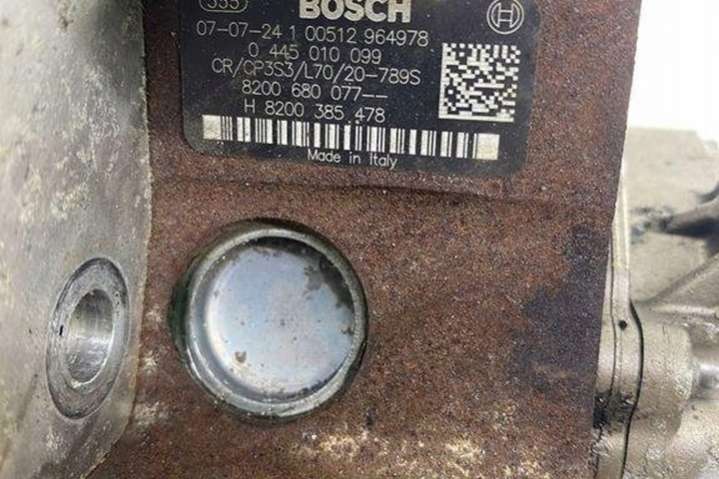 355
BOSCH
07-07-24 1 00512 964978
0 445 010 099
CR/CP3S3/L70/20-789S
8200 680 077--
H 8200 385 478
Made in Italy